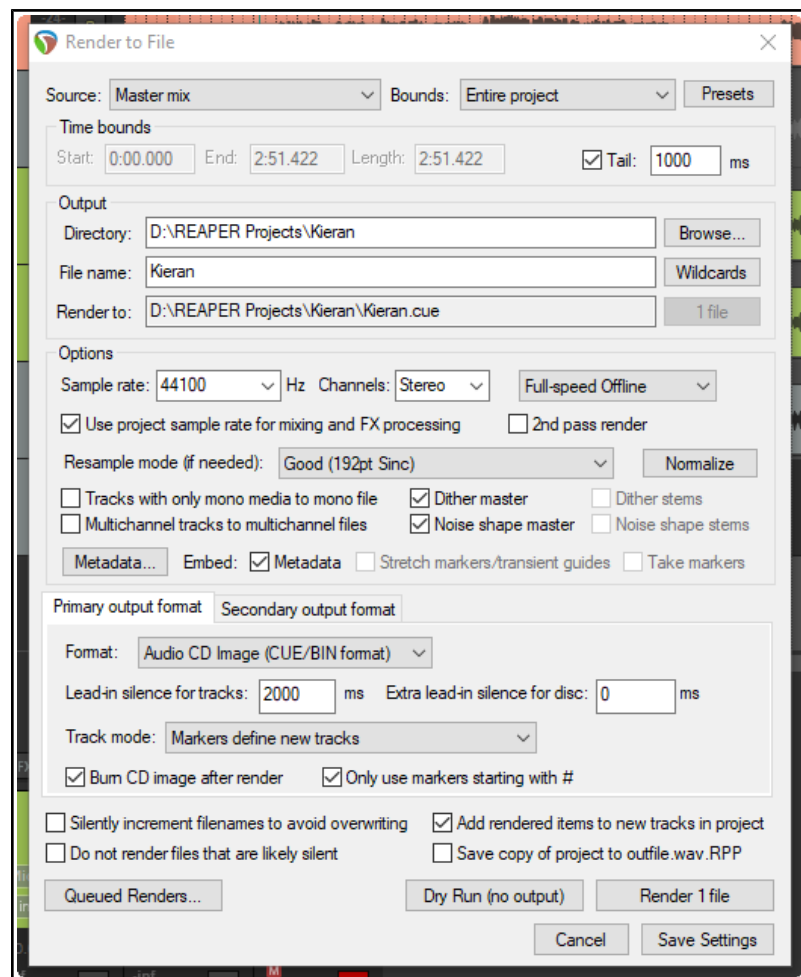 -24-
Render to File
Source: Master mix Bounds: Entire project Presets
Time bounds
Start: 0:00.000 End: 2:51.422 Length: 2:51.422 Tail: 1000 ms
Output
Directory: D:\REAPER Projects\Kieran Browse...
File name: Kieran Wildcards
Render to: D:\REAPER Projects\Kieran\Kieran.cue 1 file
Options
Sample rate: 44100 Hz Channels: Stereo Full-speed Offline
Use project sample rate for mixing and FX processing 2nd pass render
Resample mode (if needed): Good (192pt Sinc) Normalize
Tracks with only mono media to mono file Dither master Dither stems
Multichannel tracks to multichannel files Noise shape master Noise shape stems
Metadata... Embed: Metadata Stretch markers/transient guides Take markers
Primary output format Secondary output format
Format: Audio CD Image (CUE/BIN format)
Lead-in silence for tracks: 2000 ms Extra lead-in silence for disc: 0 ms
Track mode: Markers define new tracks
Burn CD image after render Only use markers starting with #
Silently increment filenames to avoid overwriting Add rendered items to new tracks in project
Do not render files that are likely silent Save copy of project to outfile.wav.RPP
Queued Renders... Dry Run (no output) Render 1 file
Cancel Save Settings
-inf M